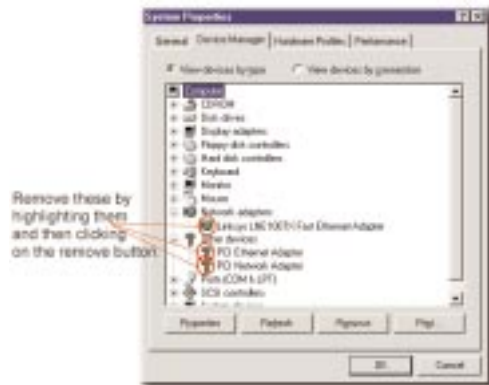 System Properties
General Device Manager Hardware Profiles Performance
View devices by type View devices by connection
Computer
CDROM
Disk drives
Display adapters
Floppy disk controllers
Hard disk controllers
Keyboard
Monitor
Mouse
Network adapters
Linksys LNE100TX Fast Ethernet Adapter
Other devices
PCI Ethernet Adapter
PCI Network Adapter
Ports (COM & LPT)
SCSI controllers
Remove these by
highlighting them
and then clicking
on the remove button
Properties Refresh Remove Print...
OK Cancel